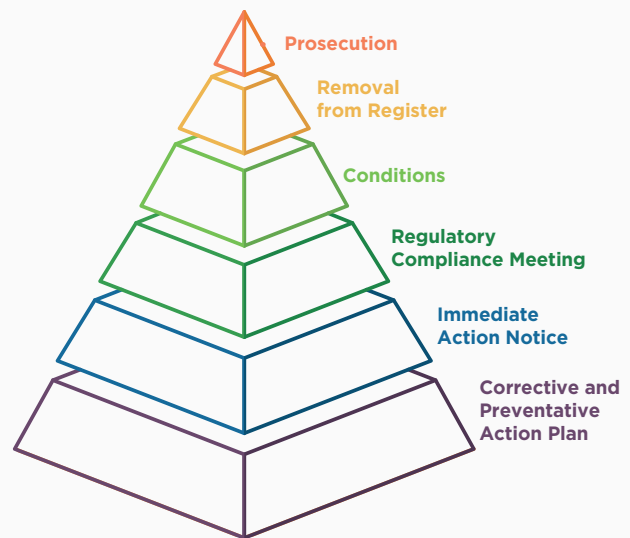 Prosecution
Removal
from Register
Conditions
Regulatory
Compliance Meeting
Immediate
Action Notice
Corrective and
Preventative
Action Plan